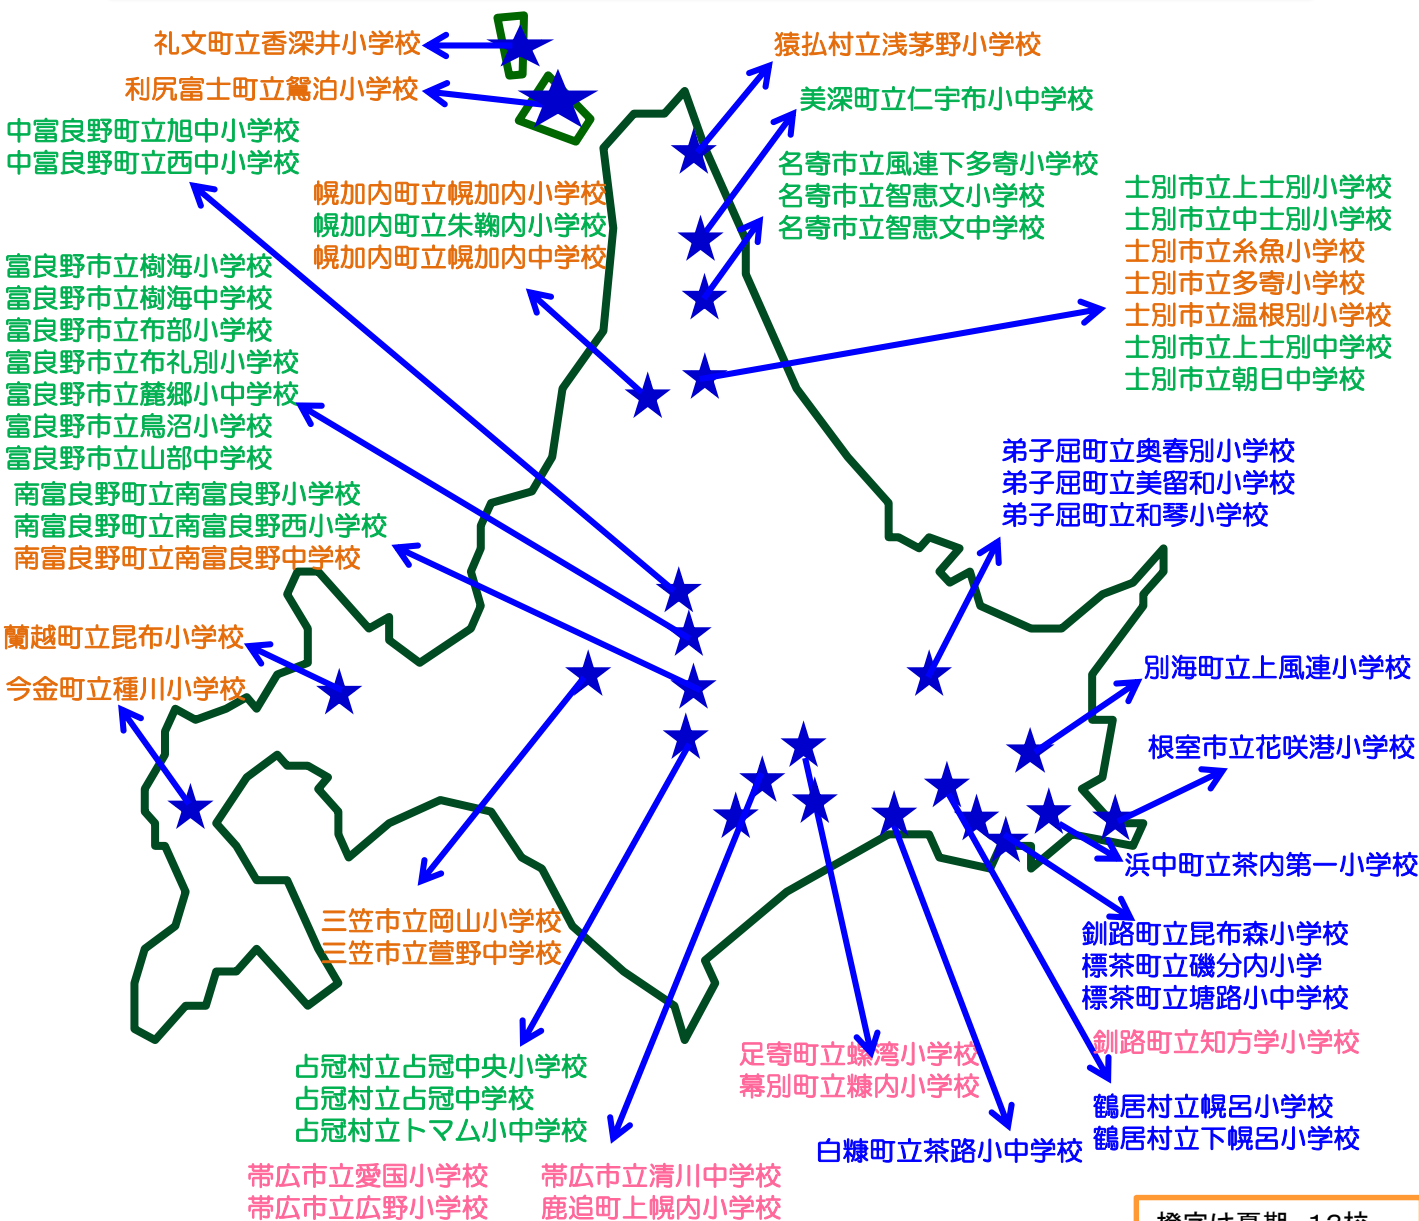 礼文町立香深井小学校
利尻富士町立鴛泊小学校
中富良野町立旭中小学校
中富良野町立西中小学校
猿払村立浅茅野小学校
美深町立仁宇布小中学校
名寄市立風連下多寄小学校
名寄市立智恵文小学校
名寄市立智恵文中学校
幌加内町立幌加内小学校
幌加内町立朱鞠内小学校
幌加内町立幌加内中学校
士別市立上士別小学校
士別市立中士別小学校
士別市立糸魚小学校
士別市立多寄小学校
士別市立温根別小学校
士別市立上士別中学校
士別市立朝日中学校
富良野市立樹海小学校
富良野市立樹海中学校
富良野市立布部小学校
富良野市立布礼別小学校
富良野市立麓郷小中学校
富良野市立鳥沼小学校
富良野市立山部中学校
南富良野町立南富良野小学校
南富良野町立南富良野西小学校
南富良野町立南富良野中学校
弟子屈町立奥春別小学校
弟子屈町立美留和小学校
弟子屈町立和琴小学校
蘭越町立昆布小学校
今金町立種川小学校
別海町立上風連小学校
根室市立花咲港小学校
浜中町立茶内第一小学校
三笠市立岡山小学校
三笠市立萱野中学校
釧路町立昆布森小学校
標茶町立磯分内小学
標茶町立塘路小中学校
釧路町立知方学小学校
占冠村立占冠中央小学校
占冠村立占冠中学校
占冠村立トマム小中学校
足寄町立螺湾小学校
幕別町立糠内小学校
鶴居村立幌呂小学校
鶴居村立下幌呂小学校
白糠町立茶路小中学校
帯広市立愛国小学校
帯広市立広野小学校
帯広市立清川中学校
鹿追町上幌内小学校
橙字は夏期 13校